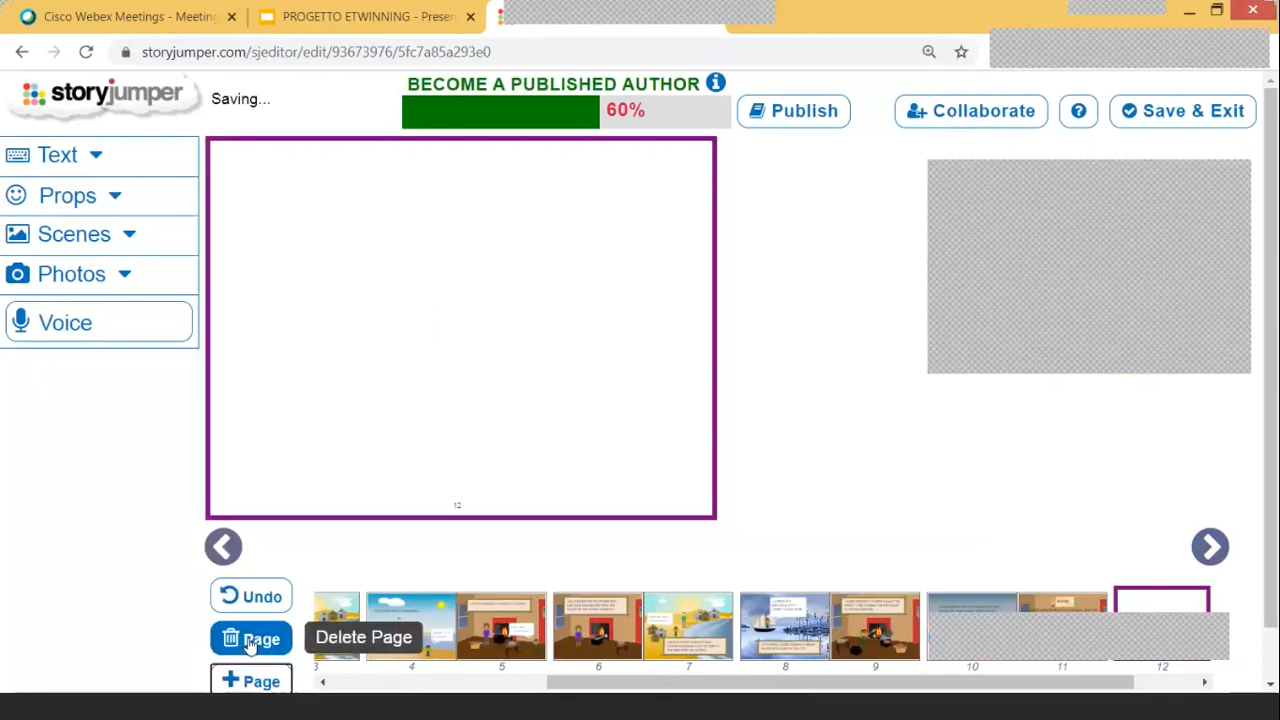 Cisco Webex Meetings - Meeting
PROGETTO ETWINNING - Presen
storyjumper.com/sjeditor/edit/93673976/5fc7a85a293e0
storyjumper
Saving...
BECOME A PUBLISHED AUTHOR
60%
Publish
Collaborate
Save & Exit
Text
Props
Scenes
Photos
Voice
12
Undo
Page
Delete Page
Page
3 4 5 6 7 8 9 10 11 12